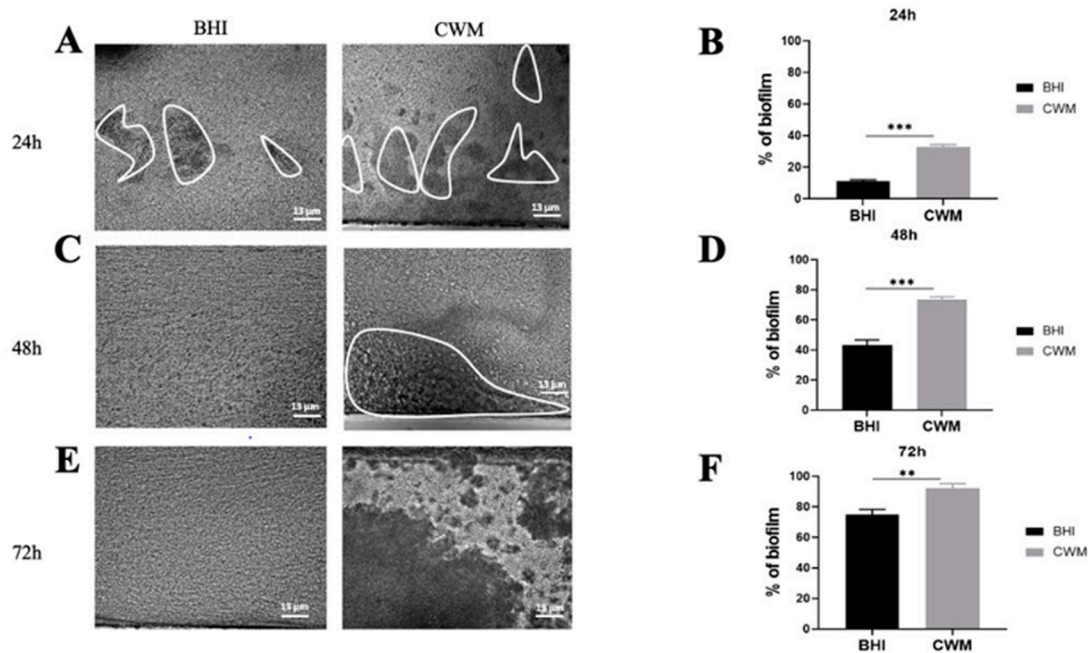 BHI
CWM
A
24h
13 µm
13 µm
B
24h
% of biofilm
100
80
60
40
20
0
***
BHI
CWM
BHI
CWM
C
48h
13 µm
13 µm
D
48h
% of biofilm
100
80
60
40
20
0
***
BHI
CWM
BHI
CWM
E
72h
13 µm
13 µm
F
72h
% of biofilm
100
80
60
40
20
0
**
BHI
CWM
BHI
CWM